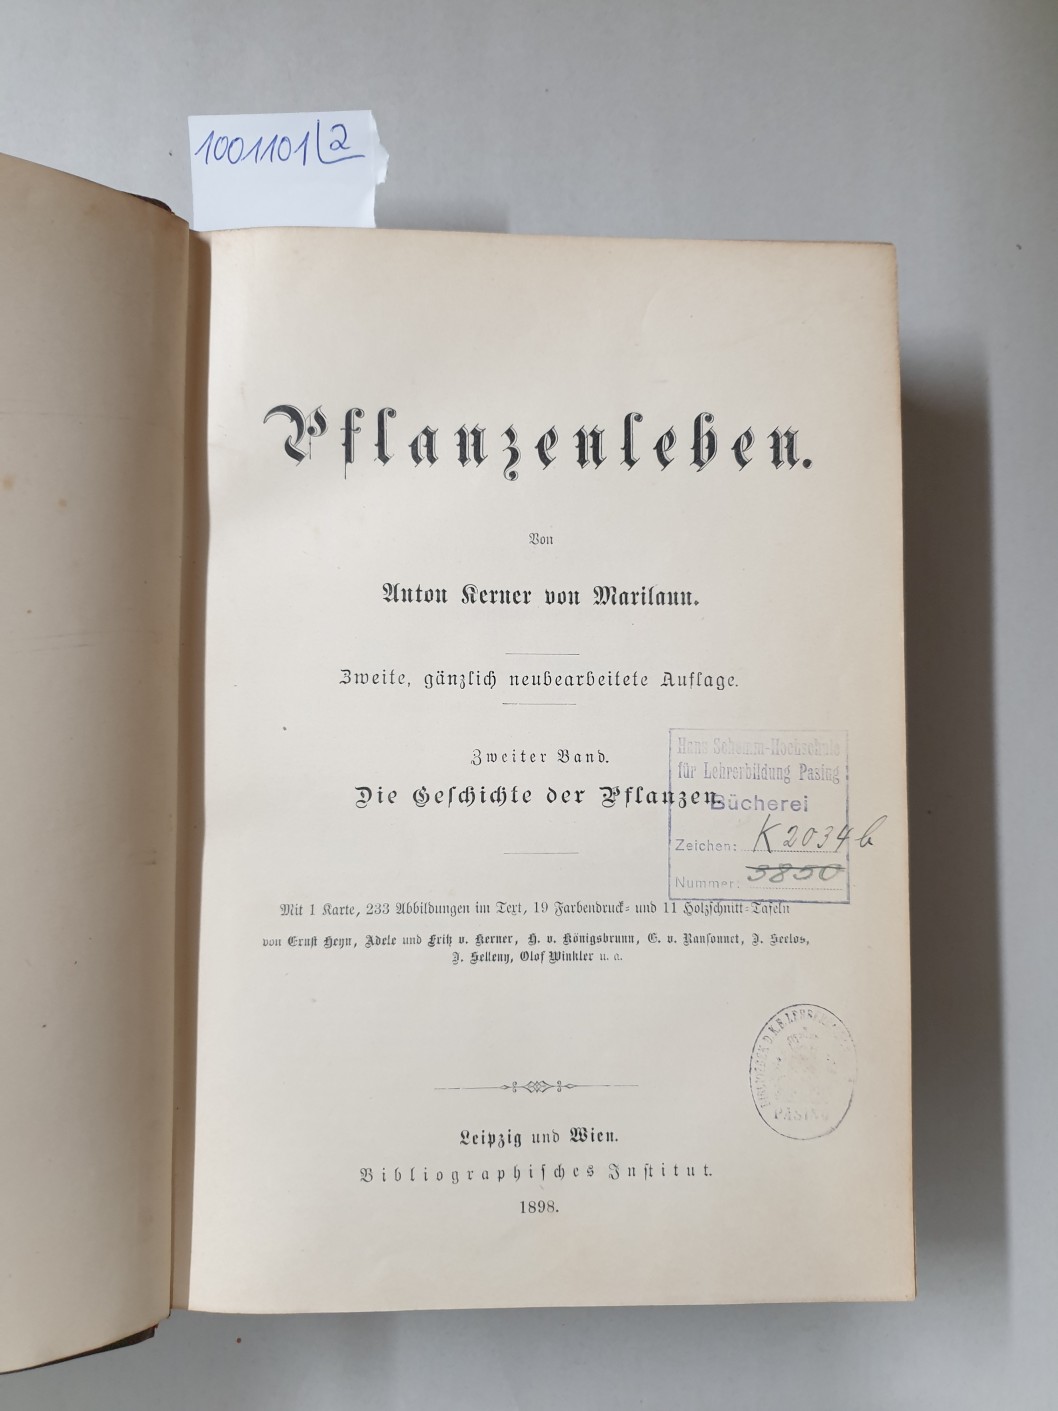 1001101 2
Pflanzenleben.
Von
Anton Kerner von Marilaun.
Zweite, gänzlich neubearbeitete Auflage.
Zweiter Band.
Die Geschichte der Pflanzen.
Hans Schemm-Hochschule
für Lehrerbildung Pasing
Bücherei
Zeichen: K 2034 b
Nummer: 3850
Mit 1 Karte, 233 Abbildungen im Text, 19 Farbendruck- und 11 Holzschnitt-Tafeln
von Ernst Heyn, Adele und Fritz v. Kerner, H. v. Königsbrunn, E. v. Ransonnet, J. Seelos,
J. Selleny, Olof Winkler u. a.
PASING
Leipzig und Wien.
Bibliographisches Institut.
1898.